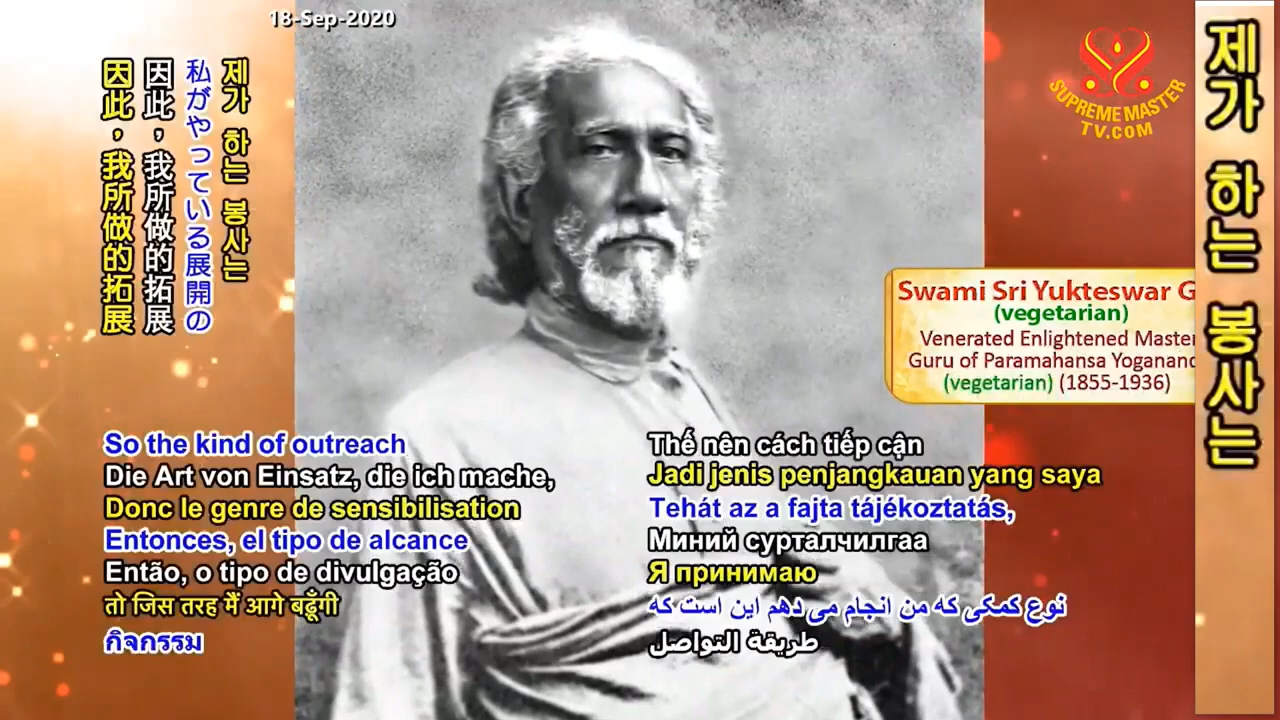 18-Sep-2020
SUPREME MASTER
TV.COM
제가 하는 봉사는
제가 하는 봉사는
私がやっている展開の
因此，我所做的拓展
因此，我所做的拓展
Swami Sri Yukteswar G
(vegetarian)
Venerated Enlightened Master
Guru of Paramahansa Yoganand
(vegetarian) (1855-1936)
So the kind of outreach
Die Art von Einsatz, die ich mache,
Donc le genre de sensibilisation
Entonces, el tipo de alcance
Então, o tipo de divulgação
तो जिस तरह मैं आगे बढ़ूँगी
กิจกรรม
Thế nên cách tiếp cận
Jadi jenis penjangkauan yang saya
Tehát az a fajta tájékoztatás,
Миний сурталчилгаа
Я принимаю
نوع کمکی که من انجام می دهم این است که
طريقة التواصل